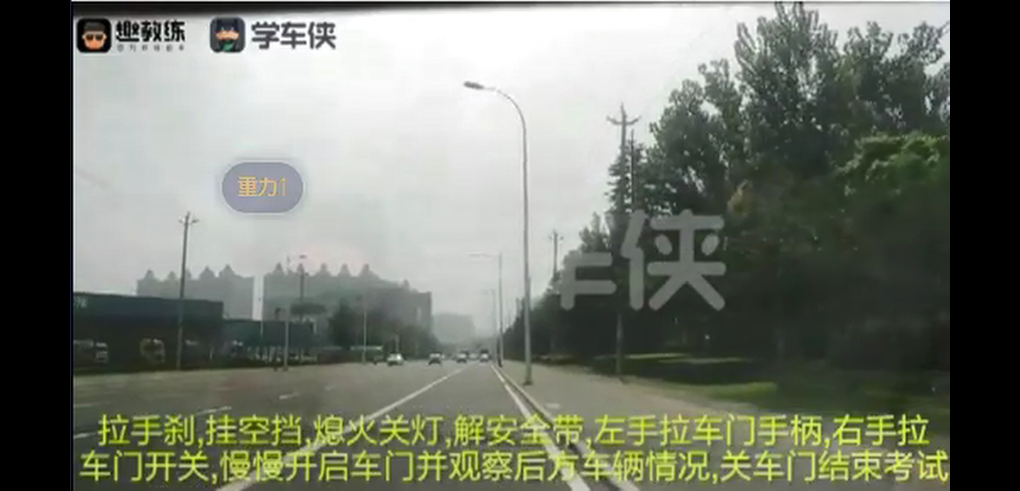 趣教练
学车侠
重力1
车侠
拉手刹,挂空挡,熄火关灯,解安全带,左手拉车门手柄,右手拉
车门开关,慢慢开启车门并观察后方车辆情况,关车门结束考试